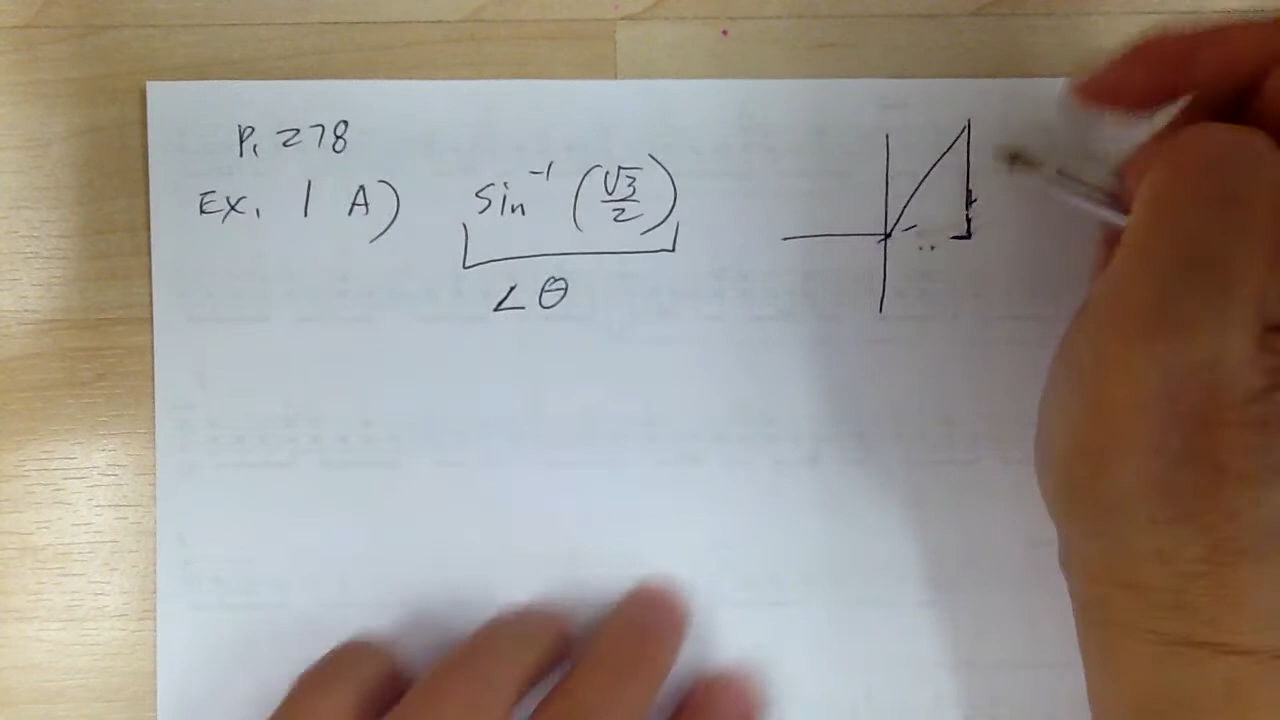 P. 278
Ex. 1 A) sin⁻¹ (√3/2)
∠θ